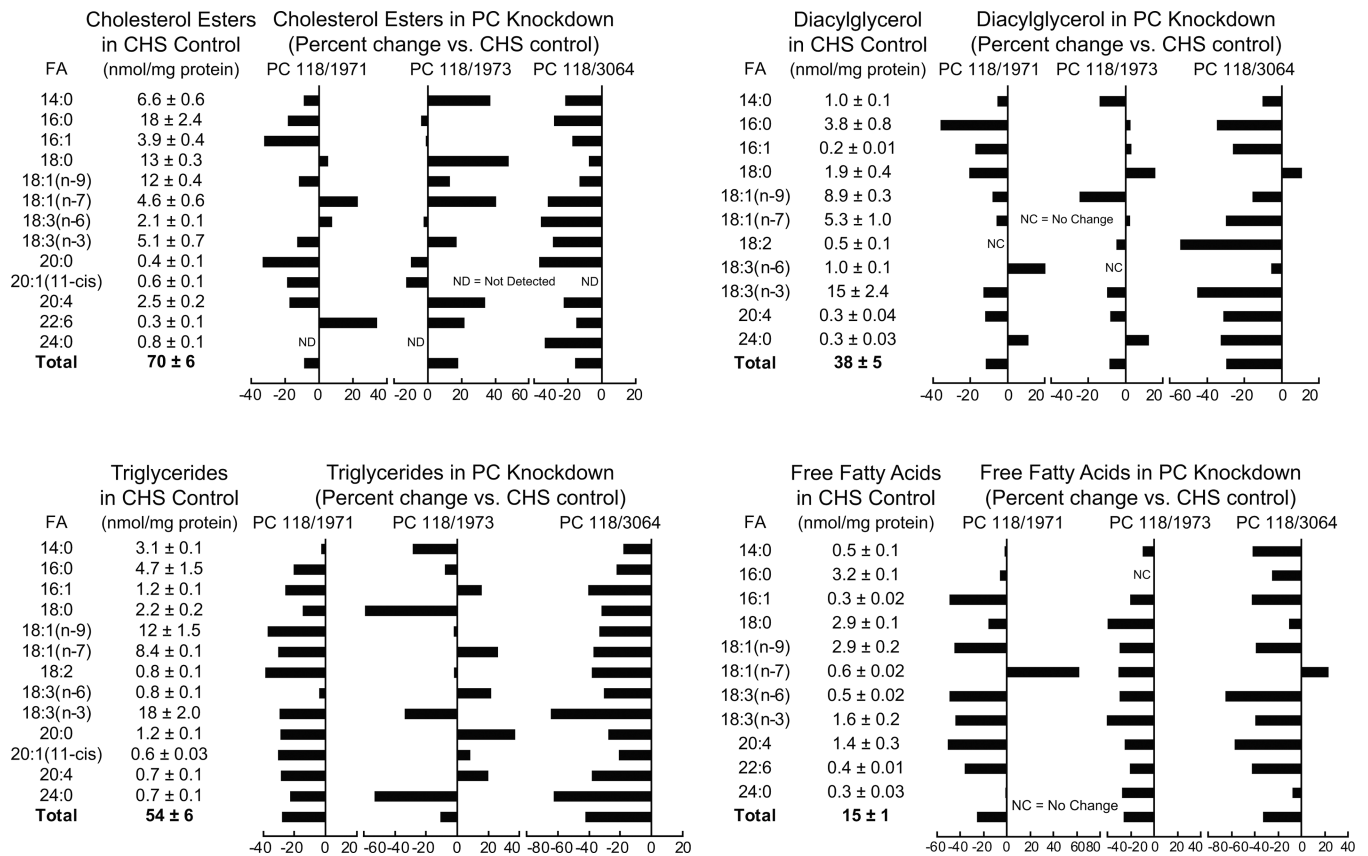 Cholesterol Esters in CHS Control
(nmol/mg protein)
Cholesterol Esters in PC Knockdown
(Percent change vs. CHS control)
FA PC 118/1971 PC 118/1973 PC 118/3064
14:0 6.6 ± 0.6
16:0 18 ± 2.4
16:1 3.9 ± 0.4
18:0 13 ± 0.3
18:1(n-9) 12 ± 0.4
18:1(n-7) 4.6 ± 0.6
18:3(n-6) 2.1 ± 0.1
18:3(n-3) 5.1 ± 0.7
20:0 0.4 ± 0.1
20:1(11-cis) 0.6 ± 0.1 ND = Not Detected ND
20:4 2.5 ± 0.2
22:6 0.3 ± 0.1
24:0 0.8 ± 0.1 ND ND
Total 70 ± 6
-40 -20 0 20 40 -20 0 20 40 60 -40 -20 0 20
Diacylglycerol in CHS Control
(nmol/mg protein)
Diacylglycerol in PC Knockdown
(Percent change vs. CHS control)
FA PC 118/1971 PC 118/1973 PC 118/3064
14:0 1.0 ± 0.1
16:0 3.8 ± 0.8
16:1 0.2 ± 0.01
18:0 1.9 ± 0.4
18:1(n-9) 8.9 ± 0.3
18:1(n-7) 5.3 ± 1.0 NC = No Change
18:2 0.5 ± 0.1 NC
18:3(n-6) 1.0 ± 0.1 NC
18:3(n-3) 15 ± 2.4
20:4 0.3 ± 0.04
24:0 0.3 ± 0.03
Total 38 ± 5
-40 -20 0 20 -20 0 20 -60 -40 -20 0 20
Triglycerides in CHS Control
(nmol/mg protein)
Triglycerides in PC Knockdown
(Percent change vs. CHS control)
FA PC 118/1971 PC 118/1973 PC 118/3064
14:0 3.1 ± 0.1
16:0 4.7 ± 1.5
16:1 1.2 ± 0.1
18:0 2.2 ± 0.2
18:1(n-9) 12 ± 1.5
18:1(n-7) 8.4 ± 0.1
18:2 0.8 ± 0.1
18:3(n-6) 0.8 ± 0.1
18:3(n-3) 18 ± 2.0
20:0 1.2 ± 0.1
20:1(11-cis) 0.6 ± 0.03
20:4 0.7 ± 0.1
24:0 0.7 ± 0.1
Total 54 ± 6
-40 -20 0 20 -60 -40 -20 0 20 40 -80 -60 -40 -20 0 20
Free Fatty Acids in CHS Control
(nmol/mg protein)
Free Fatty Acids in PC Knockdown
(Percent change vs. CHS control)
FA PC 118/1971 PC 118/1973 PC 118/3064
14:0 0.5 ± 0.1
16:0 3.2 ± 0.1 NC
16:1 0.3 ± 0.02
18:0 2.9 ± 0.1
18:1(n-9) 2.9 ± 0.2
18:1(n-7) 0.6 ± 0.02
18:3(n-6) 0.5 ± 0.02
18:3(n-3) 1.6 ± 0.2
20:4 1.4 ± 0.3
22:6 0.4 ± 0.01
24:0 0.3 ± 0.03 NC = No Change
Total 15 ± 1
-60 -40 -20 0 20 40 60 80 -40 -20 0 20 40 -80 -60 -40 -20 0 20 40